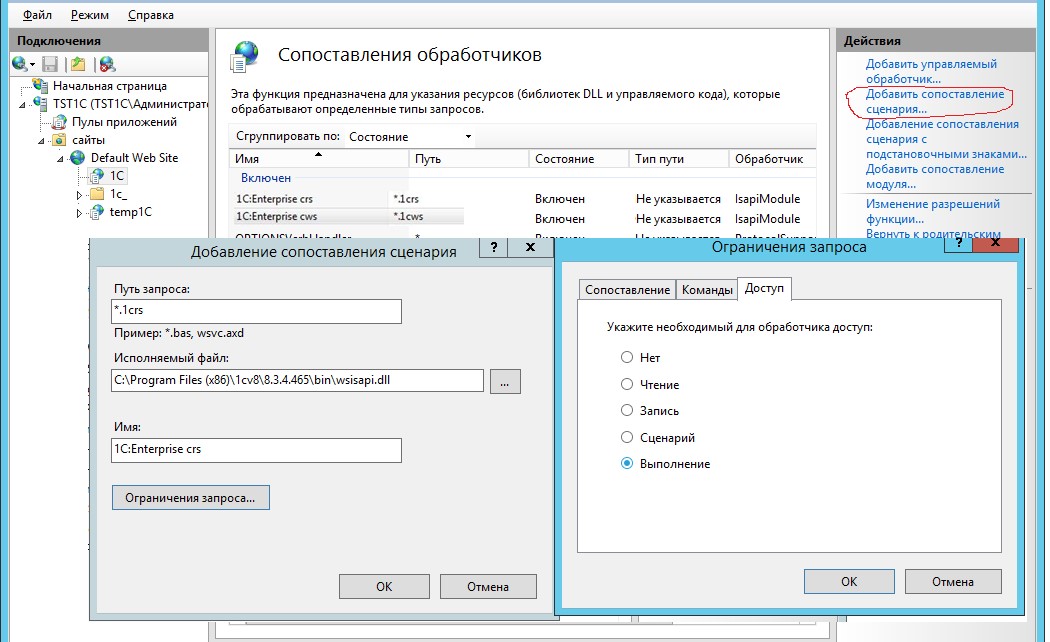 Файл Режим Справка
Подключения
Начальная страница
TST1C (TST1C\Администрато
Пулы приложений
сайты
Default Web Site
1C
1c_
temp1C
Сопоставления обработчиков
Эта функция предназначена для указания ресурсов (библиотек DLL и управляемого кода), которые
обрабатывают определенные типы запросов.
Сгруппировать по: Состояние
Имя Путь Состояние Тип пути Обработчик
Включен
1C:Enterprise crs *.1crs Включен Не указывается IsapiModule
1C:Enterprise cws *.1cws Включен Не указывается IsapiModule
OPTIONSVerbHandler * Включен Не указывается ProtocolSuppo
Действия
Добавить управляемый
обработчик...
Добавить сопоставление
сценария...
Добавление сопоставления
сценария с
подстановочными знаками...
Добавить сопоставление
модуля...
Изменение разрешений
функции...
Вернуть к родительским
Добавление сопоставления сценария
? x
Путь запроса:
*.1crs
Пример: *.bas, wsvc.axd
Исполняемый файл:
C:\Program Files (x86)\1cv8\8.3.4.465\bin\wsisapi.dll
...
Имя:
1C:Enterprise crs
Ограничения запроса...
OK Отмена
Ограничения запроса
? x
Сопоставление Команды Доступ
Укажите необходимый для обработчика доступ:
Нет
Чтение
Запись
Сценарий
Выполнение
OK Отмена